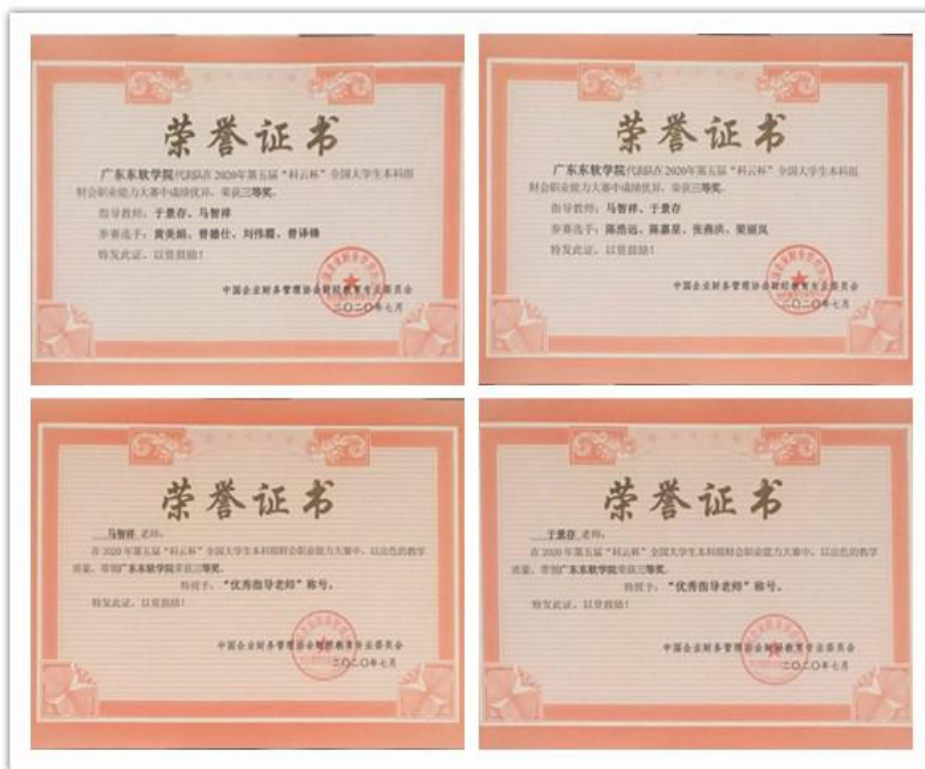 荣誉证书
广东东软学院代表队在2020年第五届“科云杯”全国大学生本科组
财会职业能力大赛中成绩优异，荣获三等奖。
指导教师：于景存、马智祥
参赛选手：黄美娟、曾德仕、刘伟霞、曾译锋
特发此证，以资鼓励！
中国企业财务管理协会财经教育专业委员会
二〇二〇年七月
荣誉证书
广东东软学院代表队在2020年第五届“科云杯”全国大学生本科组
财会职业能力大赛中成绩优异，荣获三等奖。
指导教师：马智祥、于景存
参赛选手：陈浩远、陈嘉星、张燕洪、梁丽凤
特发此证，以资鼓励！
中国企业财务管理协会财经教育专业委员会
二〇二〇年七月
荣誉证书
马智祥 老师：
在2020年第五届“科云杯”全国大学生本科组财会职业能力大赛中，以出色的教学
质量，带领广东东软学院荣获三等奖。
特授予：“优秀指导老师”称号。
特发此证，以资鼓励！
中国企业财务管理协会财经教育专业委员会
二〇二〇年七月
荣誉证书
于景存 老师：
在2020年第五届“科云杯”全国大学生本科组财会职业能力大赛中，以出色的教学
质量，带领广东东软学院荣获三等奖。
特授予：“优秀指导老师”称号。
特发此证，以资鼓励！
中国企业财务管理协会财经教育专业委员会
二〇二〇年七月